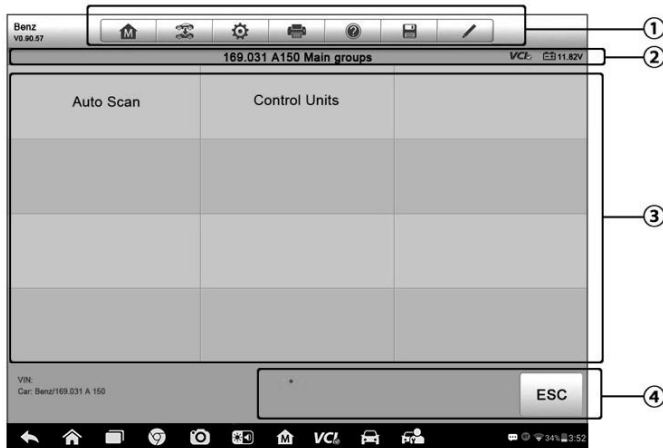 Benz
V0.90.57
①
169.031 A150 Main groups
VCI
11.82V
②
Auto Scan
Control Units
③
VIN:
Car: Benz/169.031 A 150
ESC
④
VCI
34%
3:52